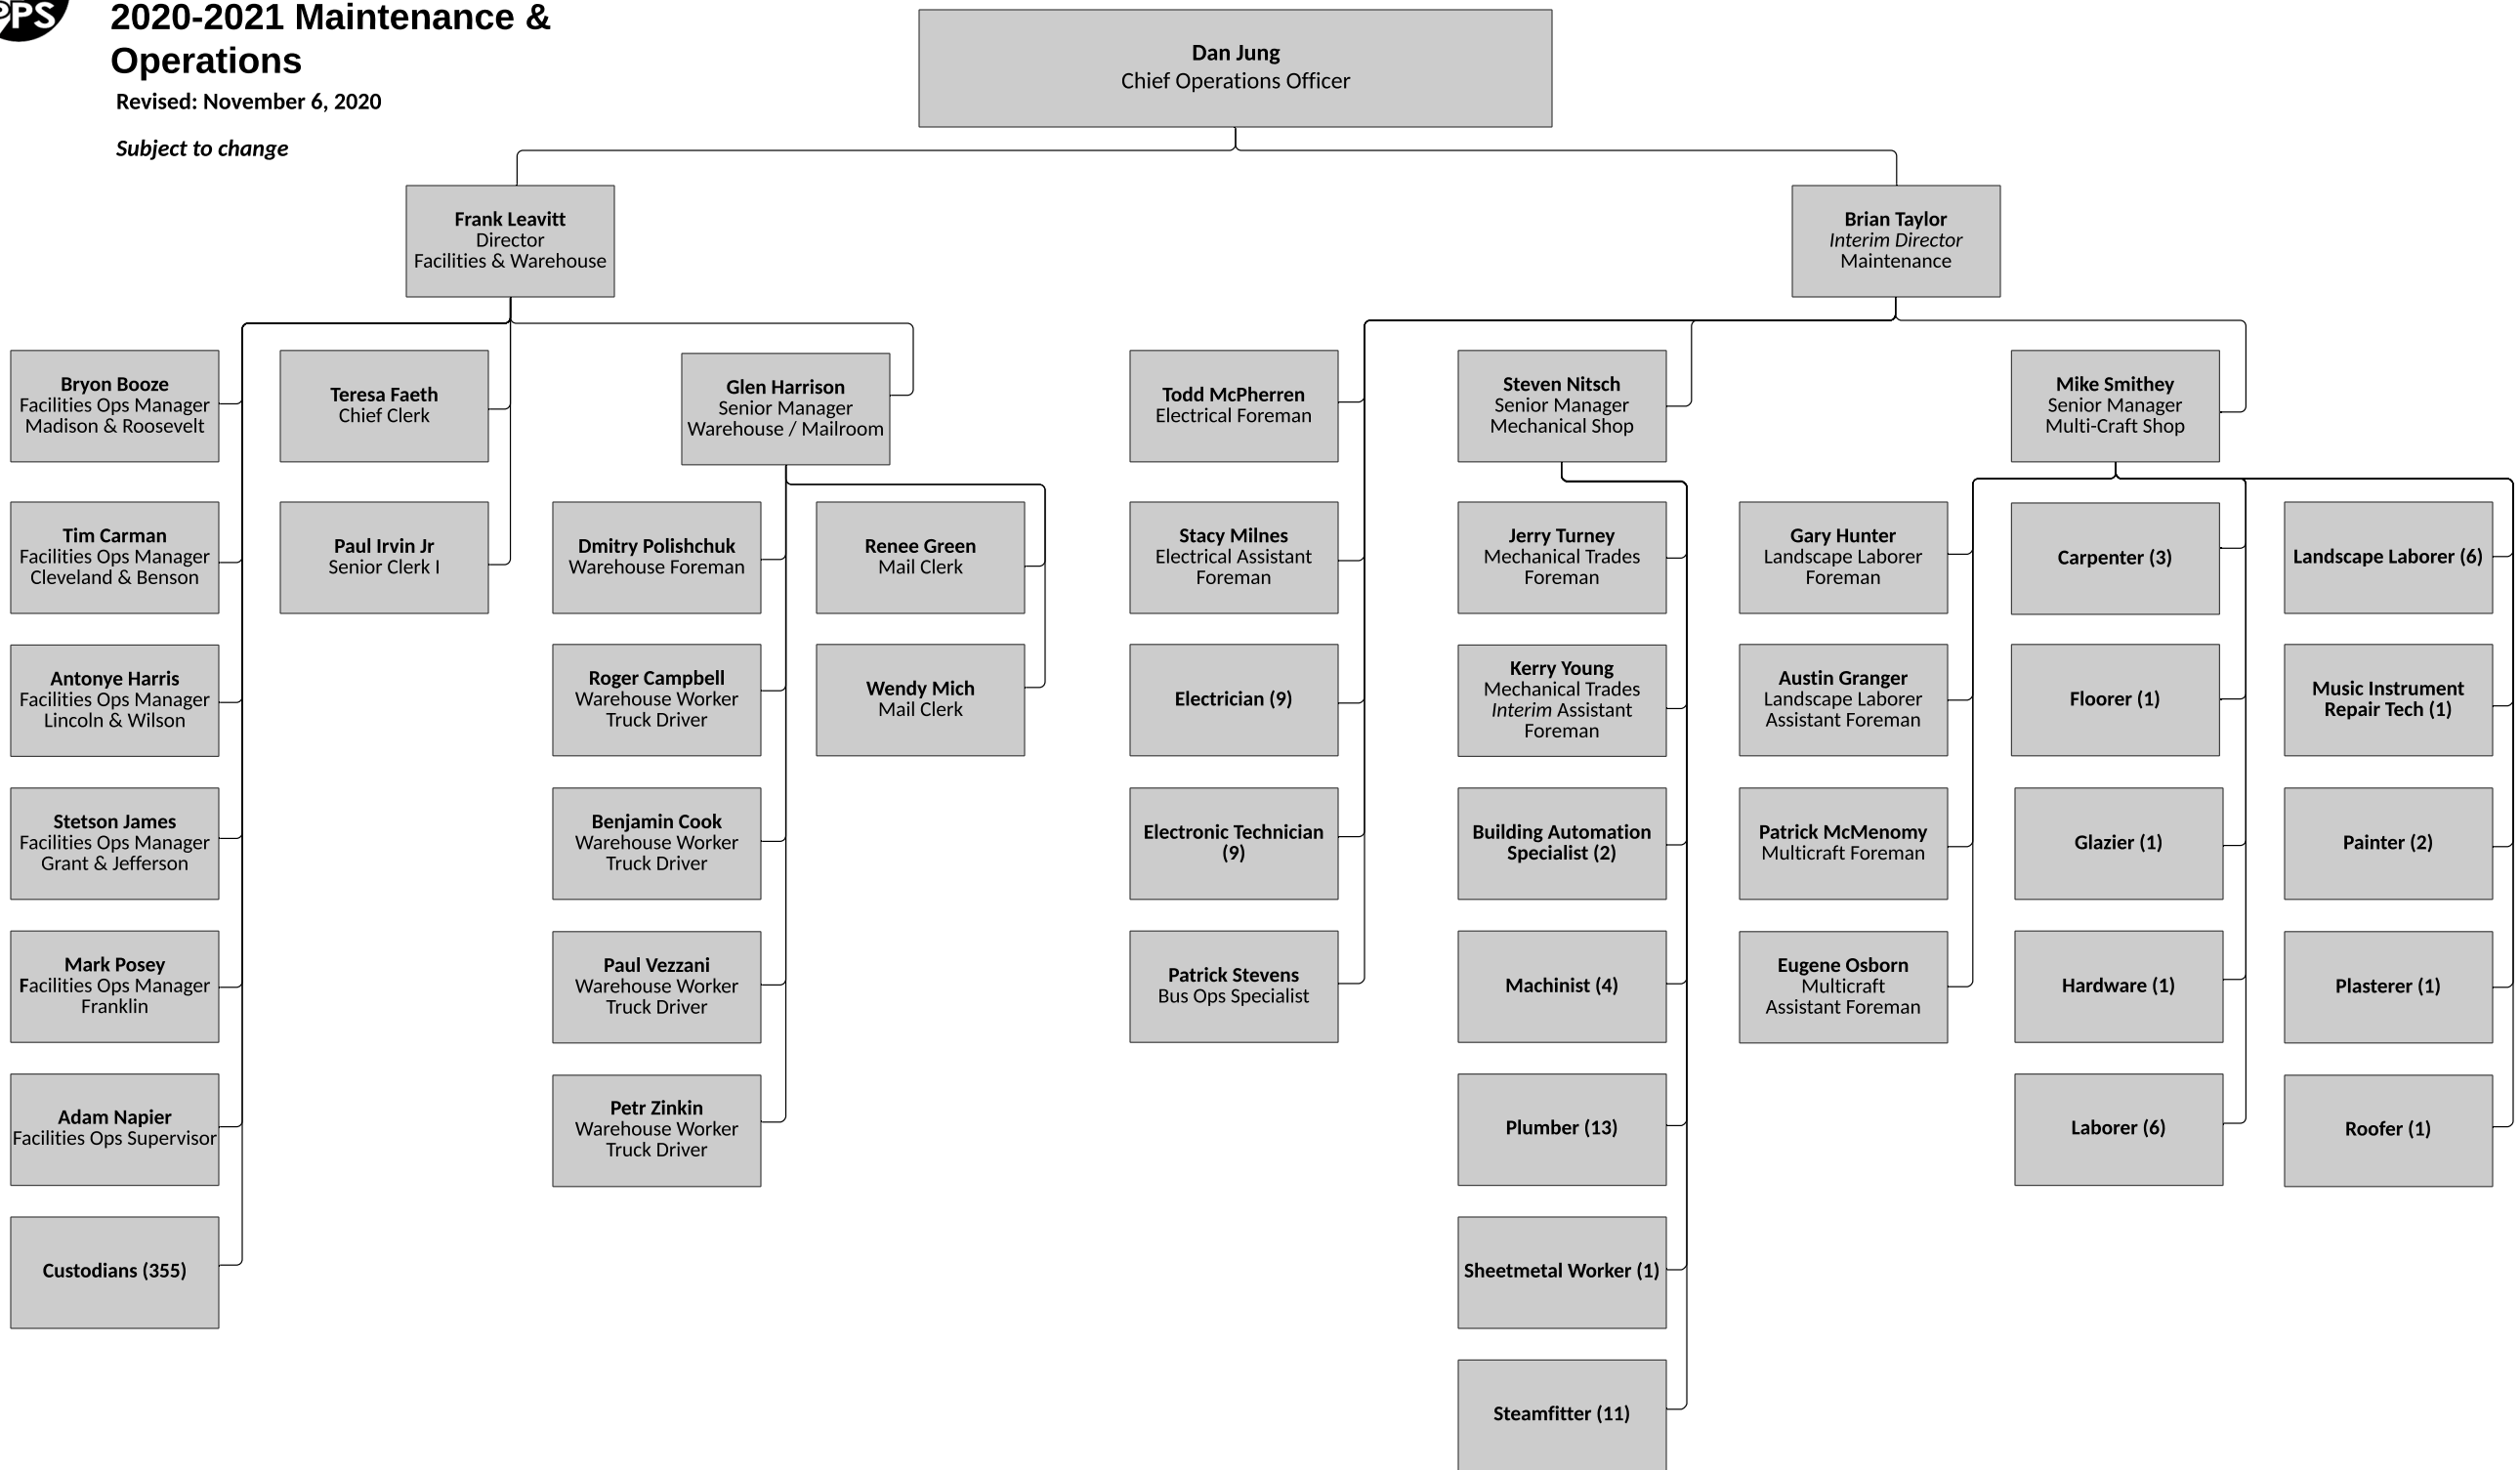 PPS
2020-2021 Maintenance &
Operations
Revised: November 6, 2020
Subject to change
Dan Jung
Chief Operations Officer
Frank Leavitt
Director
Facilities & Warehouse
Brian Taylor
Interim Director
Maintenance
Bryon Booze
Facilities Ops Manager
Madison & Roosevelt
Teresa Faeth
Chief Clerk
Glen Harrison
Senior Manager
Warehouse / Mailroom
Todd McPherren
Electrical Foreman
Steven Nitsch
Senior Manager
Mechanical Shop
Mike Smithey
Senior Manager
Multi-Craft Shop
Tim Carman
Facilities Ops Manager
Cleveland & Benson
Paul Irvin Jr
Senior Clerk I
Dmitry Polishchuk
Warehouse Foreman
Renee Green
Mail Clerk
Stacy Milnes
Electrical Assistant
Foreman
Jerry Turney
Mechanical Trades
Foreman
Gary Hunter
Landscape Laborer
Foreman
Carpenter (3)
Landscape Laborer (6)
Antonye Harris
Facilities Ops Manager
Lincoln & Wilson
Roger Campbell
Warehouse Worker
Truck Driver
Wendy Mich
Mail Clerk
Electrician (9)
Kerry Young
Mechanical Trades
Interim Assistant
Foreman
Austin Granger
Landscape Laborer
Assistant Foreman
Floorer (1)
Music Instrument
Repair Tech (1)
Stetson James
Facilities Ops Manager
Grant & Jefferson
Benjamin Cook
Warehouse Worker
Truck Driver
Electronic Technician
(9)
Building Automation
Specialist (2)
Patrick McMenomy
Multicraft Foreman
Glazier (1)
Painter (2)
Mark Posey
Facilities Ops Manager
Franklin
Paul Vezzani
Warehouse Worker
Truck Driver
Patrick Stevens
Bus Ops Specialist
Machinist (4)
Eugene Osborn
Multicraft
Assistant Foreman
Hardware (1)
Plasterer (1)
Adam Napier
Facilities Ops Supervisor
Petr Zinkin
Warehouse Worker
Truck Driver
Plumber (13)
Laborer (6)
Roofer (1)
Custodians (355)
Sheetmetal Worker (1)
Steamfitter (11)